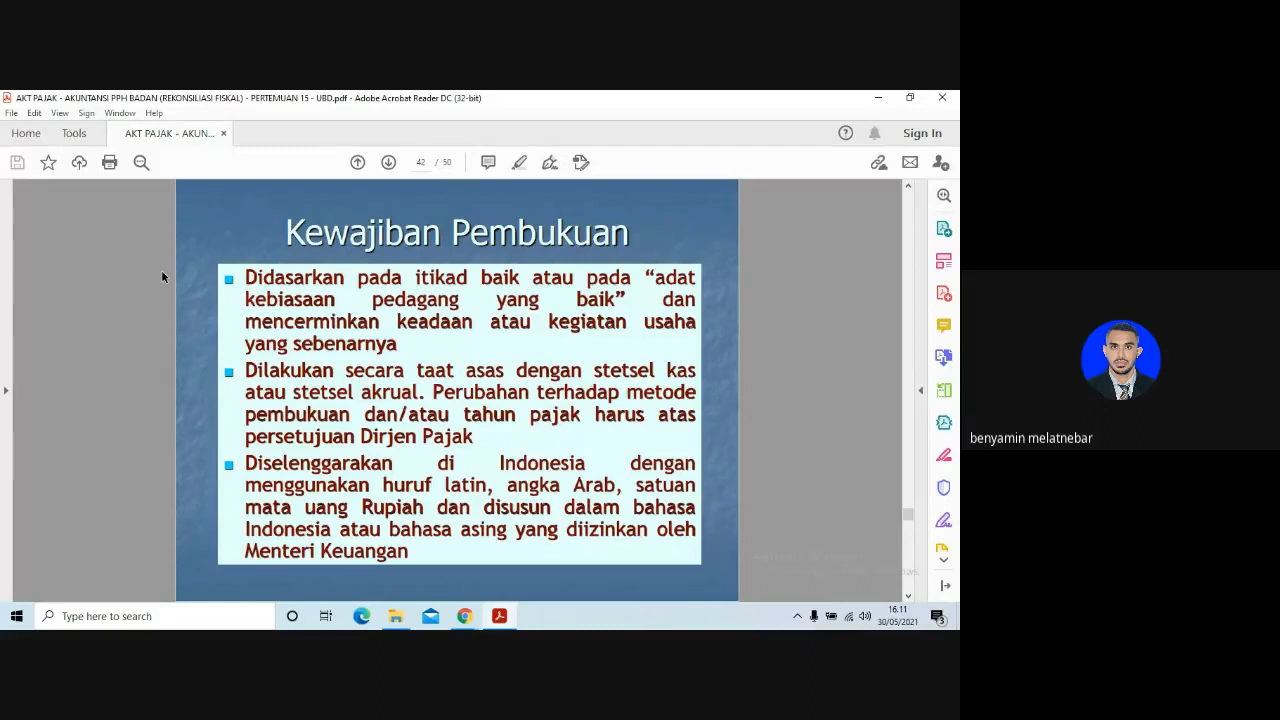 AKT PAJAK - AKUNTANSI PPH BADAN (REKONSILIASI FISKAL) - PERTEMUAN 15 - UBD.pdf - Adobe Acrobat Reader DC (32-bit)
File Edit View Sign Window Help
Home Tools AKT PAJAK - AKUN... × Sign In
42 / 50
Kewajiban Pembukuan
Didasarkan pada itikad baik atau pada “adat
kebiasaan pedagang yang baik” dan
mencerminkan keadaan atau kegiatan usaha
yang sebenarnya
Dilakukan secara taat asas dengan stetsel kas
atau stetsel akrual. Perubahan terhadap metode
pembukuan dan/atau tahun pajak harus atas
persetujuan Dirjen Pajak
Diselenggarakan di Indonesia dengan
menggunakan huruf latin, angka Arab, satuan
mata uang Rupiah dan disusun dalam bahasa
Indonesia atau bahasa asing yang diizinkan oleh
Menteri Keuangan
benyamin melatnebar
Type here to search
16.11
30/05/2021
3